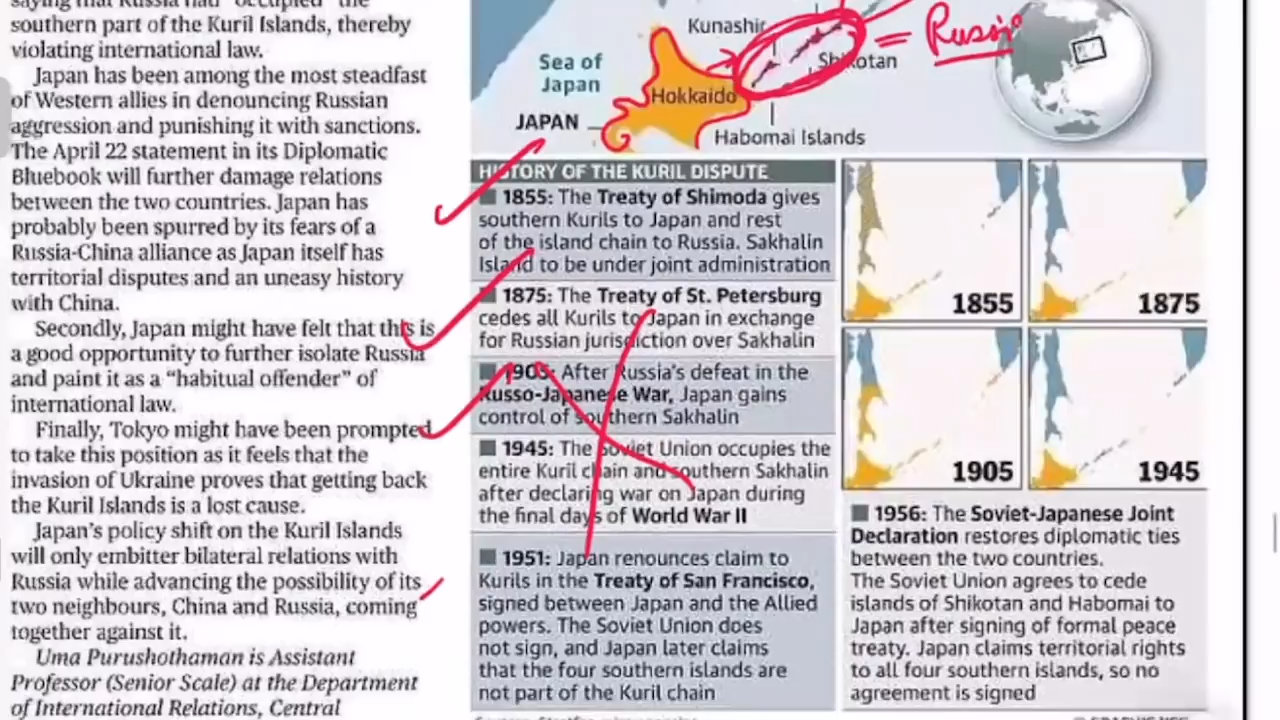 saying that Russia had "occupied" the
southern part of the Kuril Islands, thereby
violating international law.
Japan has been among the most steadfast
of Western allies in denouncing Russian
aggression and punishing it with sanctions.
The April 22 statement in its Diplomatic
Bluebook will further damage relations
between the two countries. Japan has
probably been spurred by its fears of a
Russia-China alliance as Japan itself has
territorial disputes and an uneasy history
with China.
Secondly, Japan might have felt that this is
a good opportunity to further isolate Russia
and paint it as a "habitual offender" of
international law.
Finally, Tokyo might have been prompted
to take this position as it feels that the
invasion of Ukraine proves that getting back
the Kuril Islands is a lost cause.
Japan's policy shift on the Kuril Islands
will only embitter bilateral relations with
Russia while advancing the possibility of its
two neighbours, China and Russia, coming
together against it.
Uma Purushothaman is Assistant
Professor (Senior Scale) at the Department
of International Relations, Central
Kunashir
= Russia
Shikotan
Sea of
Japan
Hokkaido
JAPAN
Habomai Islands
HISTORY OF THE KURIL DISPUTE
1855: The Treaty of Shimoda gives
southern Kurils to Japan and rest
of the island chain to Russia. Sakhalin
Island to be under joint administration
1875: The Treaty of St. Petersburg
cedes all Kurils to Japan in exchange
for Russian jurisdiction over Sakhalin
1905: After Russia's defeat in the
Russo-Japanese War, Japan gains
control of southern Sakhalin
1945: The Soviet Union occupies the
entire Kuril chain and southern Sakhalin
after declaring war on Japan during
the final days of World War II
1951: Japan renounces claim to
Kurils in the Treaty of San Francisco,
signed between Japan and the Allied
powers. The Soviet Union does
not sign, and Japan later claims
that the four southern islands are
not part of the Kuril chain
1855
1875
1905
1945
1956: The Soviet-Japanese Joint
Declaration restores diplomatic ties
between the two countries.
The Soviet Union agrees to cede
islands of Shikotan and Habomai to
Japan after signing of formal peace
treaty. Japan claims territorial rights
to all four southern islands, so no
agreement is signed